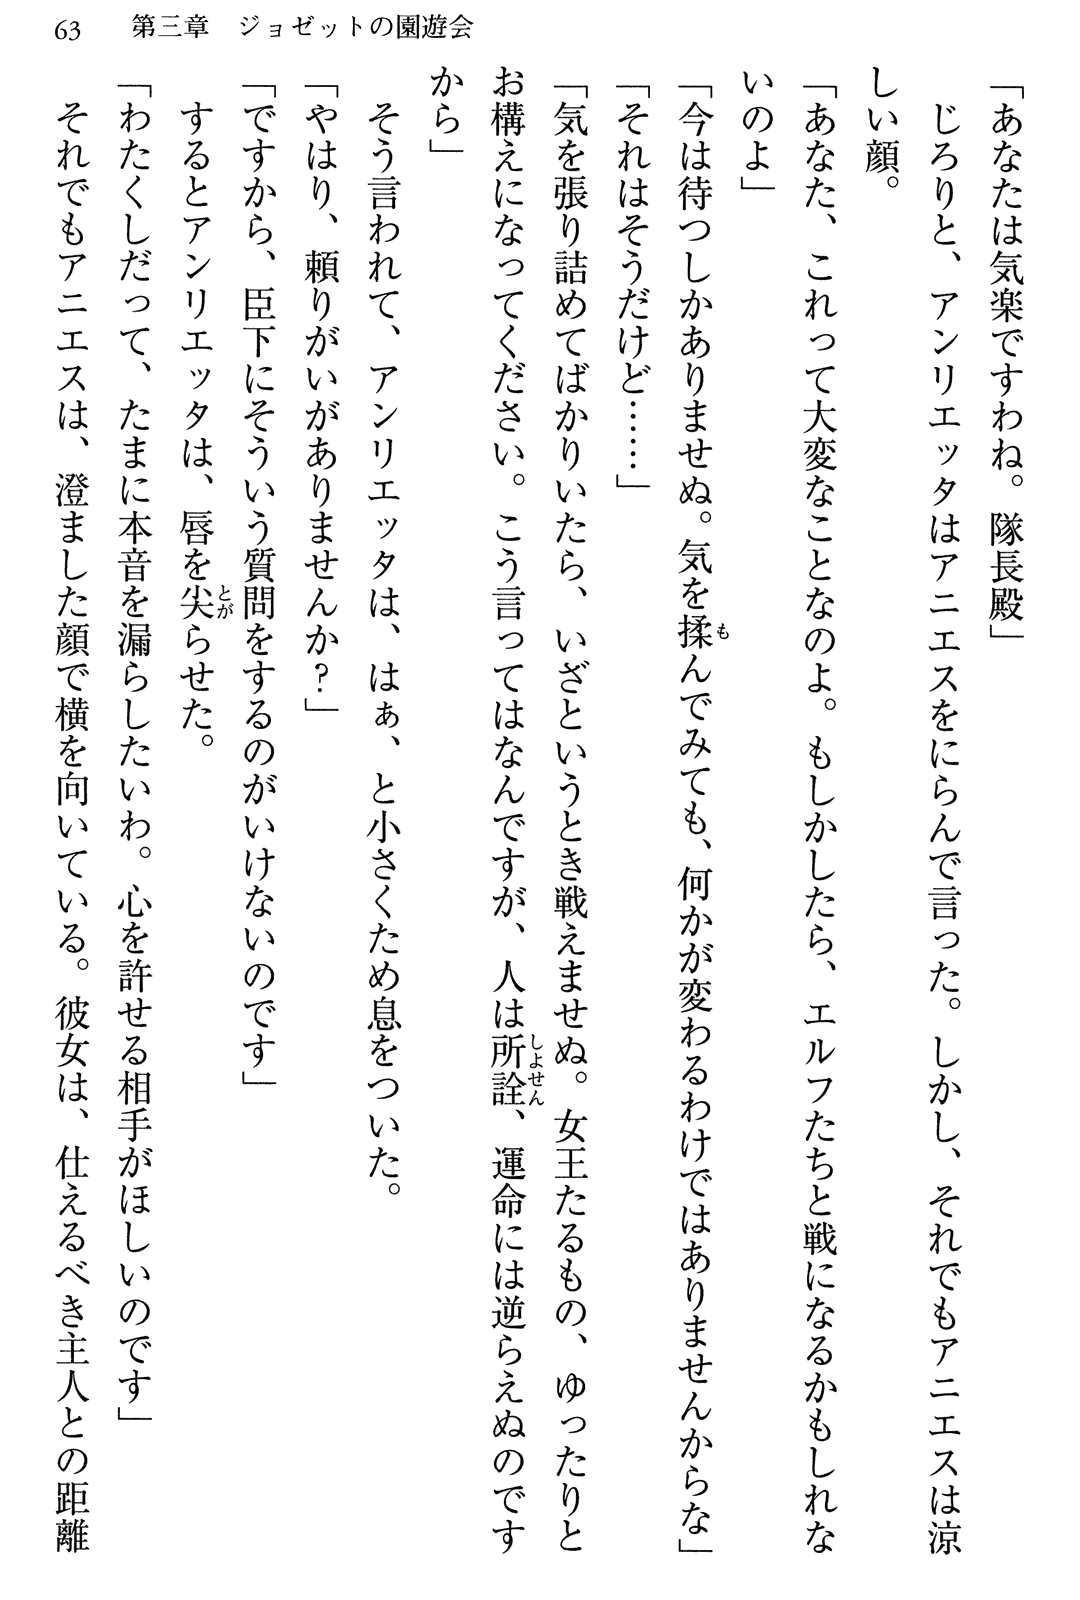 63　第三章　ジョゼットの園遊会
「あなたは気楽ですわね。隊長殿」
　じろりと、アンリエッタはアニエスをにらんで言った。しかし、それでもアニエスは涼
しい顔。
「あなた、これって大変なことなのよ。もしかしたら、エルフたちと戦になるかもしれな
いのよ」
「今は待つしかありませぬ。気を揉んでみても、何かが変わるわけではありませんからな」
「それはそうだけど……」
「気を張り詰めてばかりいたら、いざというとき戦えませぬ。女王たるもの、ゆったりと
お構えになってください。こう言ってはなんですが、人は所詮、運命には逆らえぬのです
から」
　そう言われて、アンリエッタは、はぁ、と小さくため息をついた。
「やはり、頼りがいがありませんか？」
「ですから、臣下にそういう質問をするのがいけないのです」
　するとアンリエッタは、唇を尖らせた。
「わたくしだって、たまに本音を漏らしたいわ。心を許せる相手がほしいのです」
　それでもアニエスは、澄ました顔で横を向いている。彼女は、仕えるべき主人との距離
も
しよせん
とが